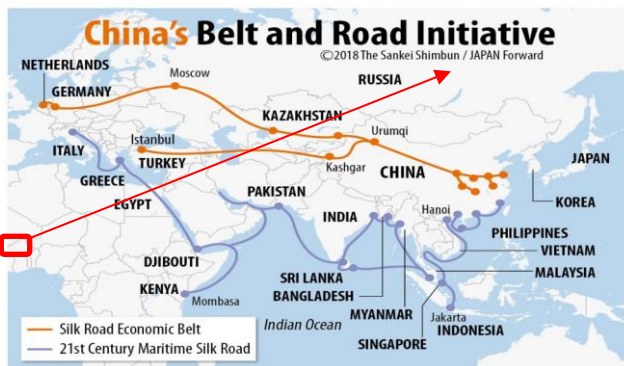 China's Belt and Road Initiative
©2018 The Sankei Shimbun / JAPAN Forward
NETHERLANDS
GERMANY
Moscow
RUSSIA
KAZAKHSTAN
Urumqi
ITALY
Istanbul
TURKEY
Kashgar
CHINA
JAPAN
GREECE
EGYPT
PAKISTAN
INDIA
Hanoi
KOREA
PHILIPPINES
VIETNAM
DJIBOUTI
SRI LANKA
MALAYSIA
KENYA
Mombasa
BANGLADESH
MYANMAR
Jakarta
INDONESIA
SINGAPORE
Indian Ocean
Silk Road Economic Belt
21st Century Maritime Silk Road